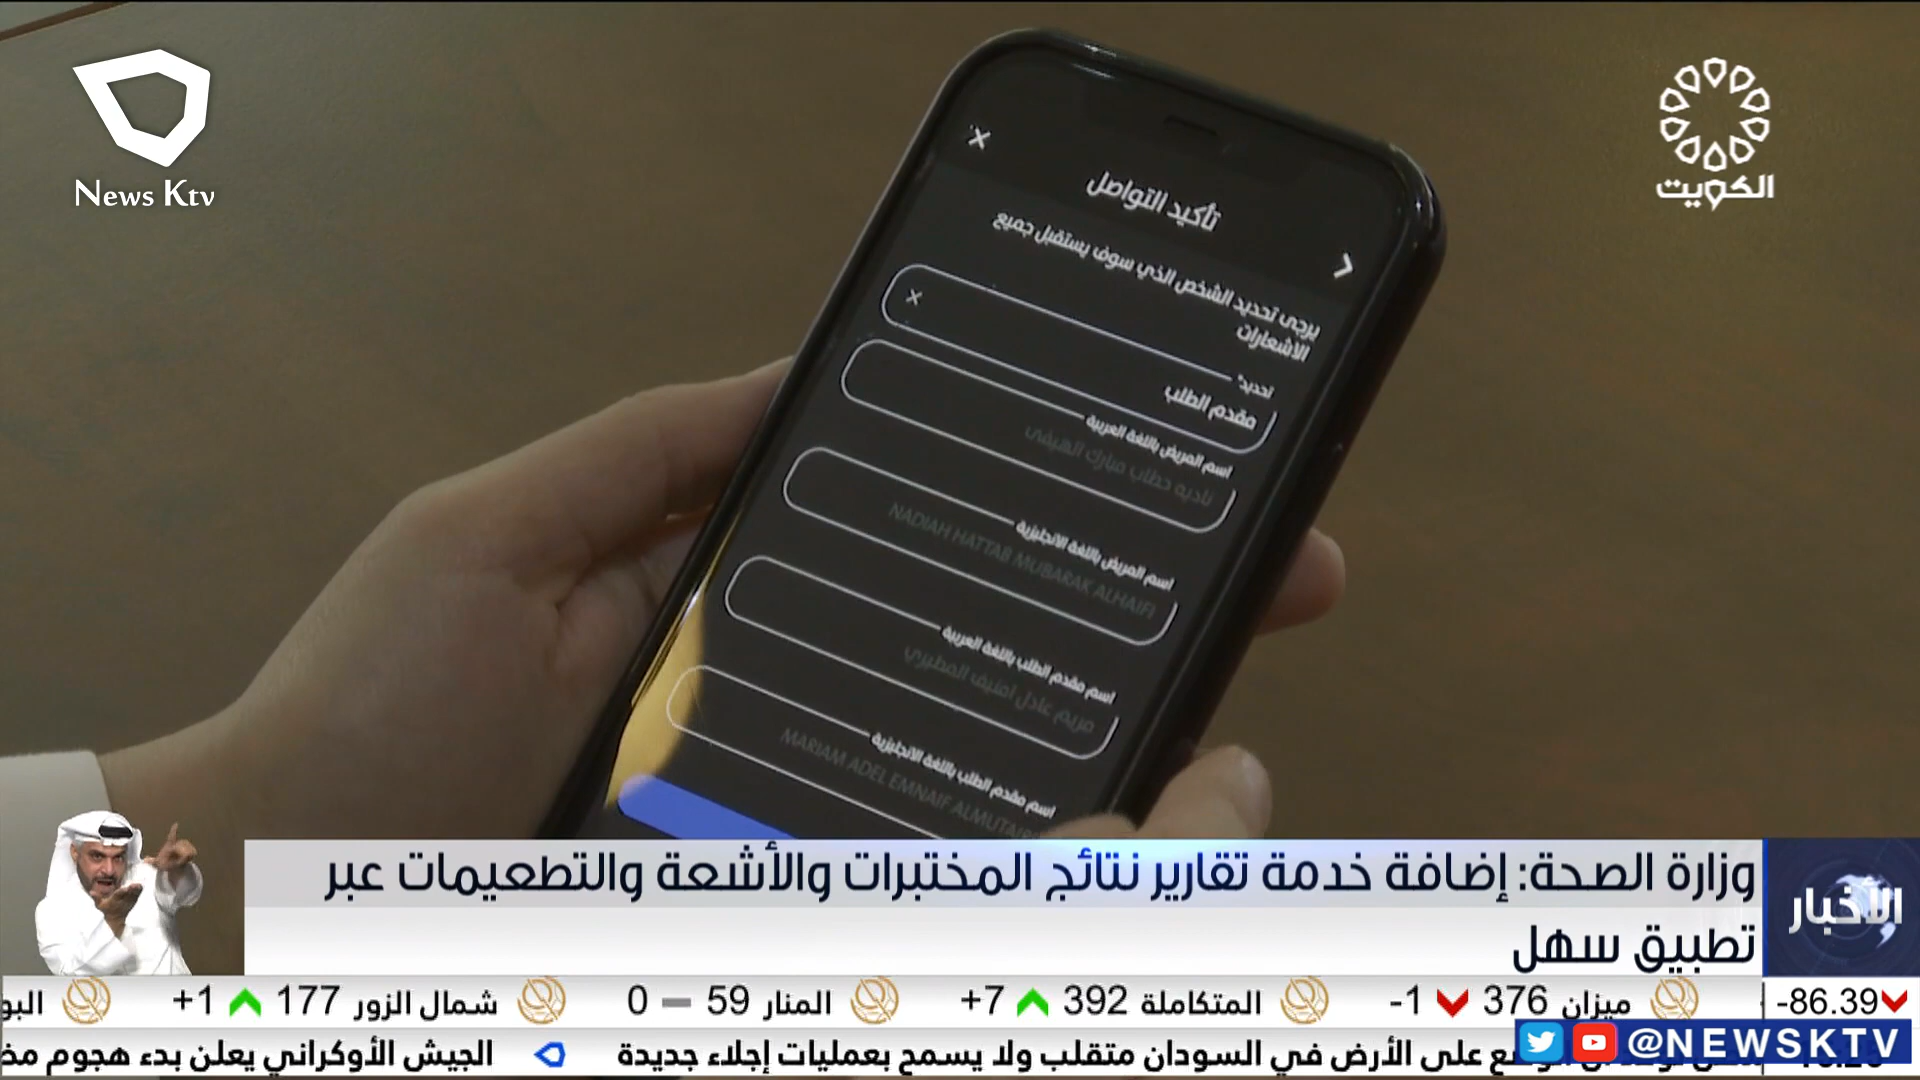 News Ktv
الكويت
تأكيد التواصل
يرجى تحديد الشخص الذي سوف يستقبل جميع
الاشعارات
تحديد*
مقدم الطلب
اسم المريض باللغة العربية
نادية حطاب مبارك الهيفي
اسم المريض باللغة الانجليزية
NADIAH HATTAB MUBARAK ALHAIFI
اسم مقدم الطلب باللغة العربية
مريم عادل امنيف المطيري
اسم مقدم الطلب باللغة الانجليزية
MARIAM ADEL EMNAIF ALMUTAIRI
وزارة الصحة: إضافة خدمة تقارير نتائج المختبرات والأشعة والتطعيمات عبر
تطبيق سهل
الأخبار
-86.39
ميزان 376 -1 المتكاملة 392 +7 المنار 59 0 شمال الزور 177 +1
@NEWSKTV
على الأرض في السودان متقلب ولا يسمح بعمليات إجلاء جديدة
الجيش الأوكراني يعلن بدء هجوم